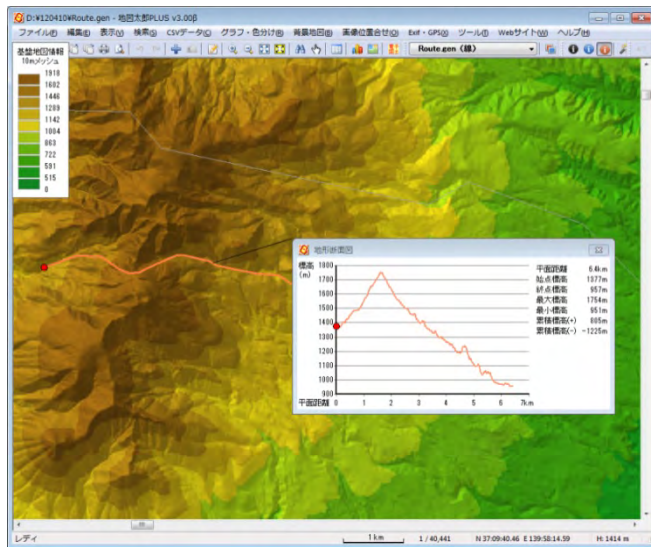 D:¥120410¥Route.gen - 地図太郎PLUS v3.00β
ファイル(F) 編集(E) 表示(V) 検索(S) CSVデータ(C) グラフ・色分け(B) 背景地図(B) 画像位置合せ(Q) Exif・GPS(X) ツール(T) Webサイト(W) ヘルプ(H)
Route.gen (線)
基盤地図情報
10mメッシュ
1918
1602
1446
1289
1142
1004
863
722
591
515
0
地形断面図
標高
(m)
1800
1700
1600
1500
1400
1300
1200
1100
1000
900
平面距離 0 1 2 3 4 5 6 7km
平面距離 6.4km
始点標高 1377m
終点標高 957m
最大標高 1754m
最小標高 951m
累積標高(+) 805m
累積標高(-) -1225m
レディ
1 km
1 / 40,441
N 37:09:40.46 E 139:58:14.59
H: 1414 m